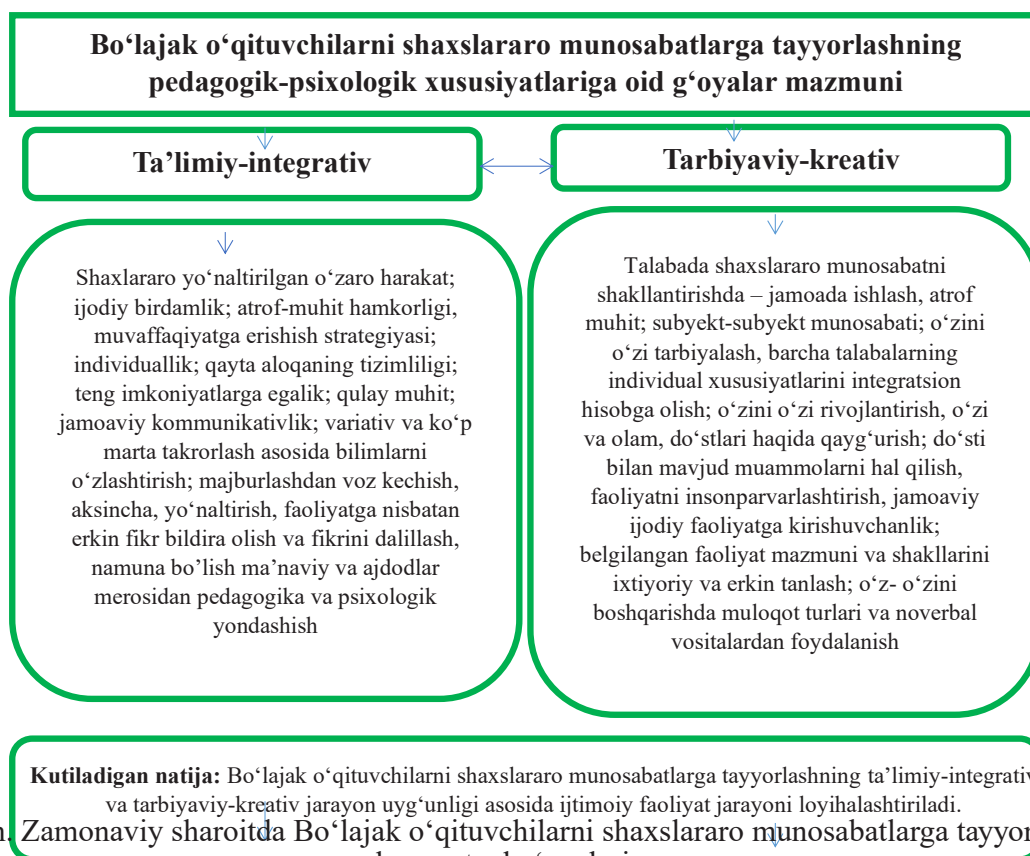 Bo‘lajak o‘qituvchilarni shaxslararo munosabatlarga tayyorlashning
pedagogik-psixologik xususiyatlariga oid g‘oyalar mazmuni
Ta’limiy-integrativ
Tarbiyaviy-kreativ
Shaxlararo yo‘naltirilgan o‘zaro harakat;
ijodiy birdamlik; atrof-muhit hamkorligi,
muvaffaqiyatga erishish strategiyasi;
individuallik; qayta aloqaning tizimliligi;
teng imkoniyatlarga egalik; qulay muhit;
jamoaviy kommunikativlik; variativ va ko‘p
marta takrorlash asosida bilimlarni
o‘zlashtirish; majburlashdan voz kechish,
aksincha, yo‘naltirish, faoliyatga nisbatan
erkin fikr bildira olish va fikrini dalillash,
namuna bo’lish ma’naviy va ajdodlar
merosidan pedagogika va psixologik
yondashish
Talabada shaxslararo munosabatni
shakllantirishda – jamoada ishlash, atrof
muhit; subyekt-subyekt munosabati; o‘zini
o‘zi tarbiyalash, barcha talabalarning
individual xususiyatlarini integratsion
hisobga olish; o‘zini o‘zi rivojlantirish, o‘zi
va olam, do‘stlari haqida qayg‘urish; do‘sti
bilan mavjud muammolarni hal qilish,
faoliyatni insonparvarlashtirish, jamoaviy
ijodiy faoliyatga kirishuvchanlik;
belgilangan faoliyat mazmuni va shakllarini
ixtiyoriy va erkin tanlash; o‘z- o‘zini
boshqarishda muloqot turlari va noverbal
vositalardan foydalanish
Kutiladigan natija: Bo‘lajak o‘qituvchilarni shaxslararo munosabatlarga tayyorlashning ta’limiy-integrativ
va tarbiyaviy-kreativ jarayon uyg‘unligi asosida ijtimoiy faoliyat jarayoni loyihalashtiriladi.
Zamonaviy sharoitda Bo‘lajak o‘qituvchilarni shaxslararo munosabatlarga